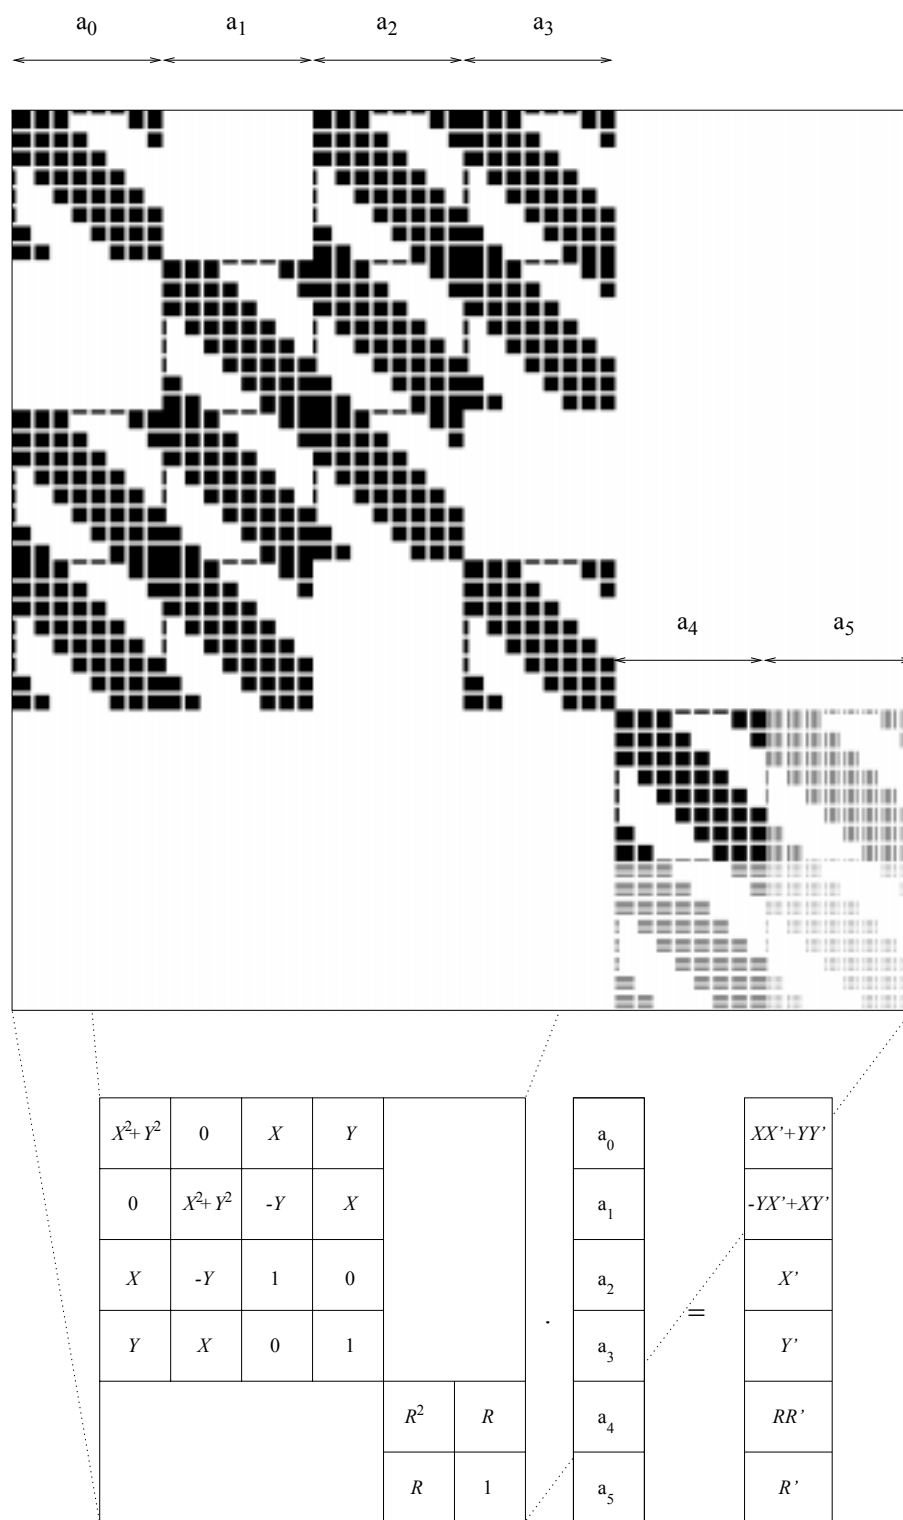 a0 a1 a2 a3
a4 a5
X²+Y² 0 X Y a0 XX’+YY’
0 X²+Y² -Y X a1 -YX’+XY’
X -Y 1 0 a2 X’
. =
Y X 0 1 a3 Y’
R² R a4 RR’
R 1 a5 R’